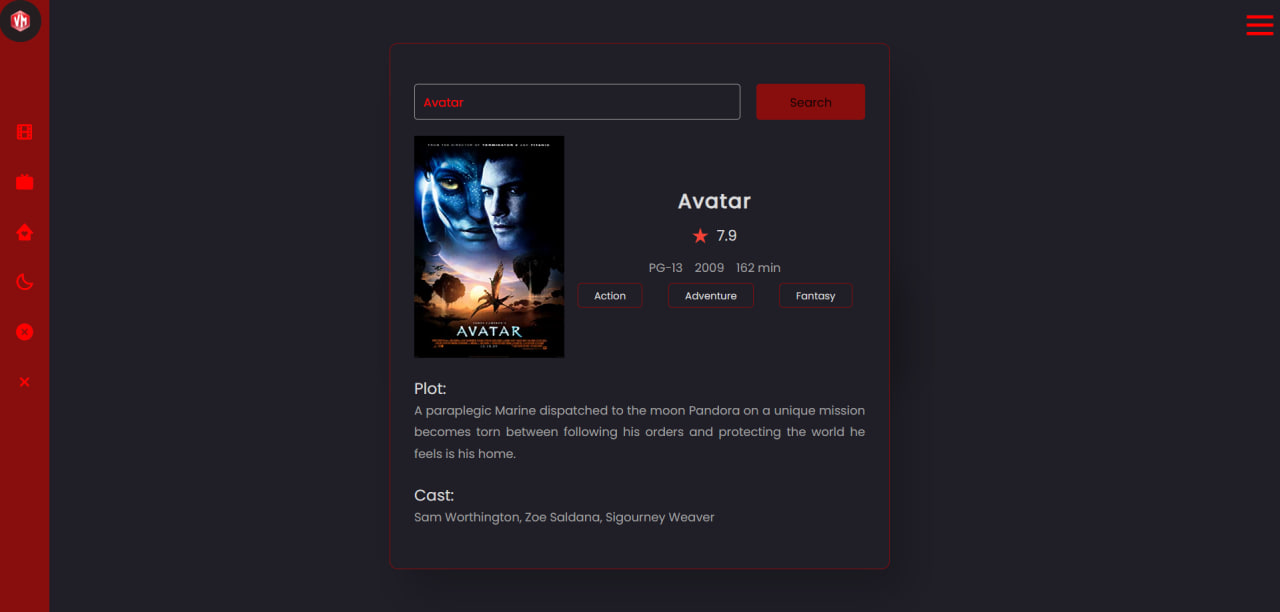 VM
Avatar
Search
FROM THE DIRECTOR OF TERMINATOR 2 AND TITANIC
AVATAR
Avatar
7.9
PG-13 2009 162 min
Action Adventure Fantasy
Plot:
A paraplegic Marine dispatched to the moon Pandora on a unique mission
becomes torn between following his orders and protecting the world he
feels is his home.
Cast:
Sam Worthington, Zoe Saldana, Sigourney Weaver